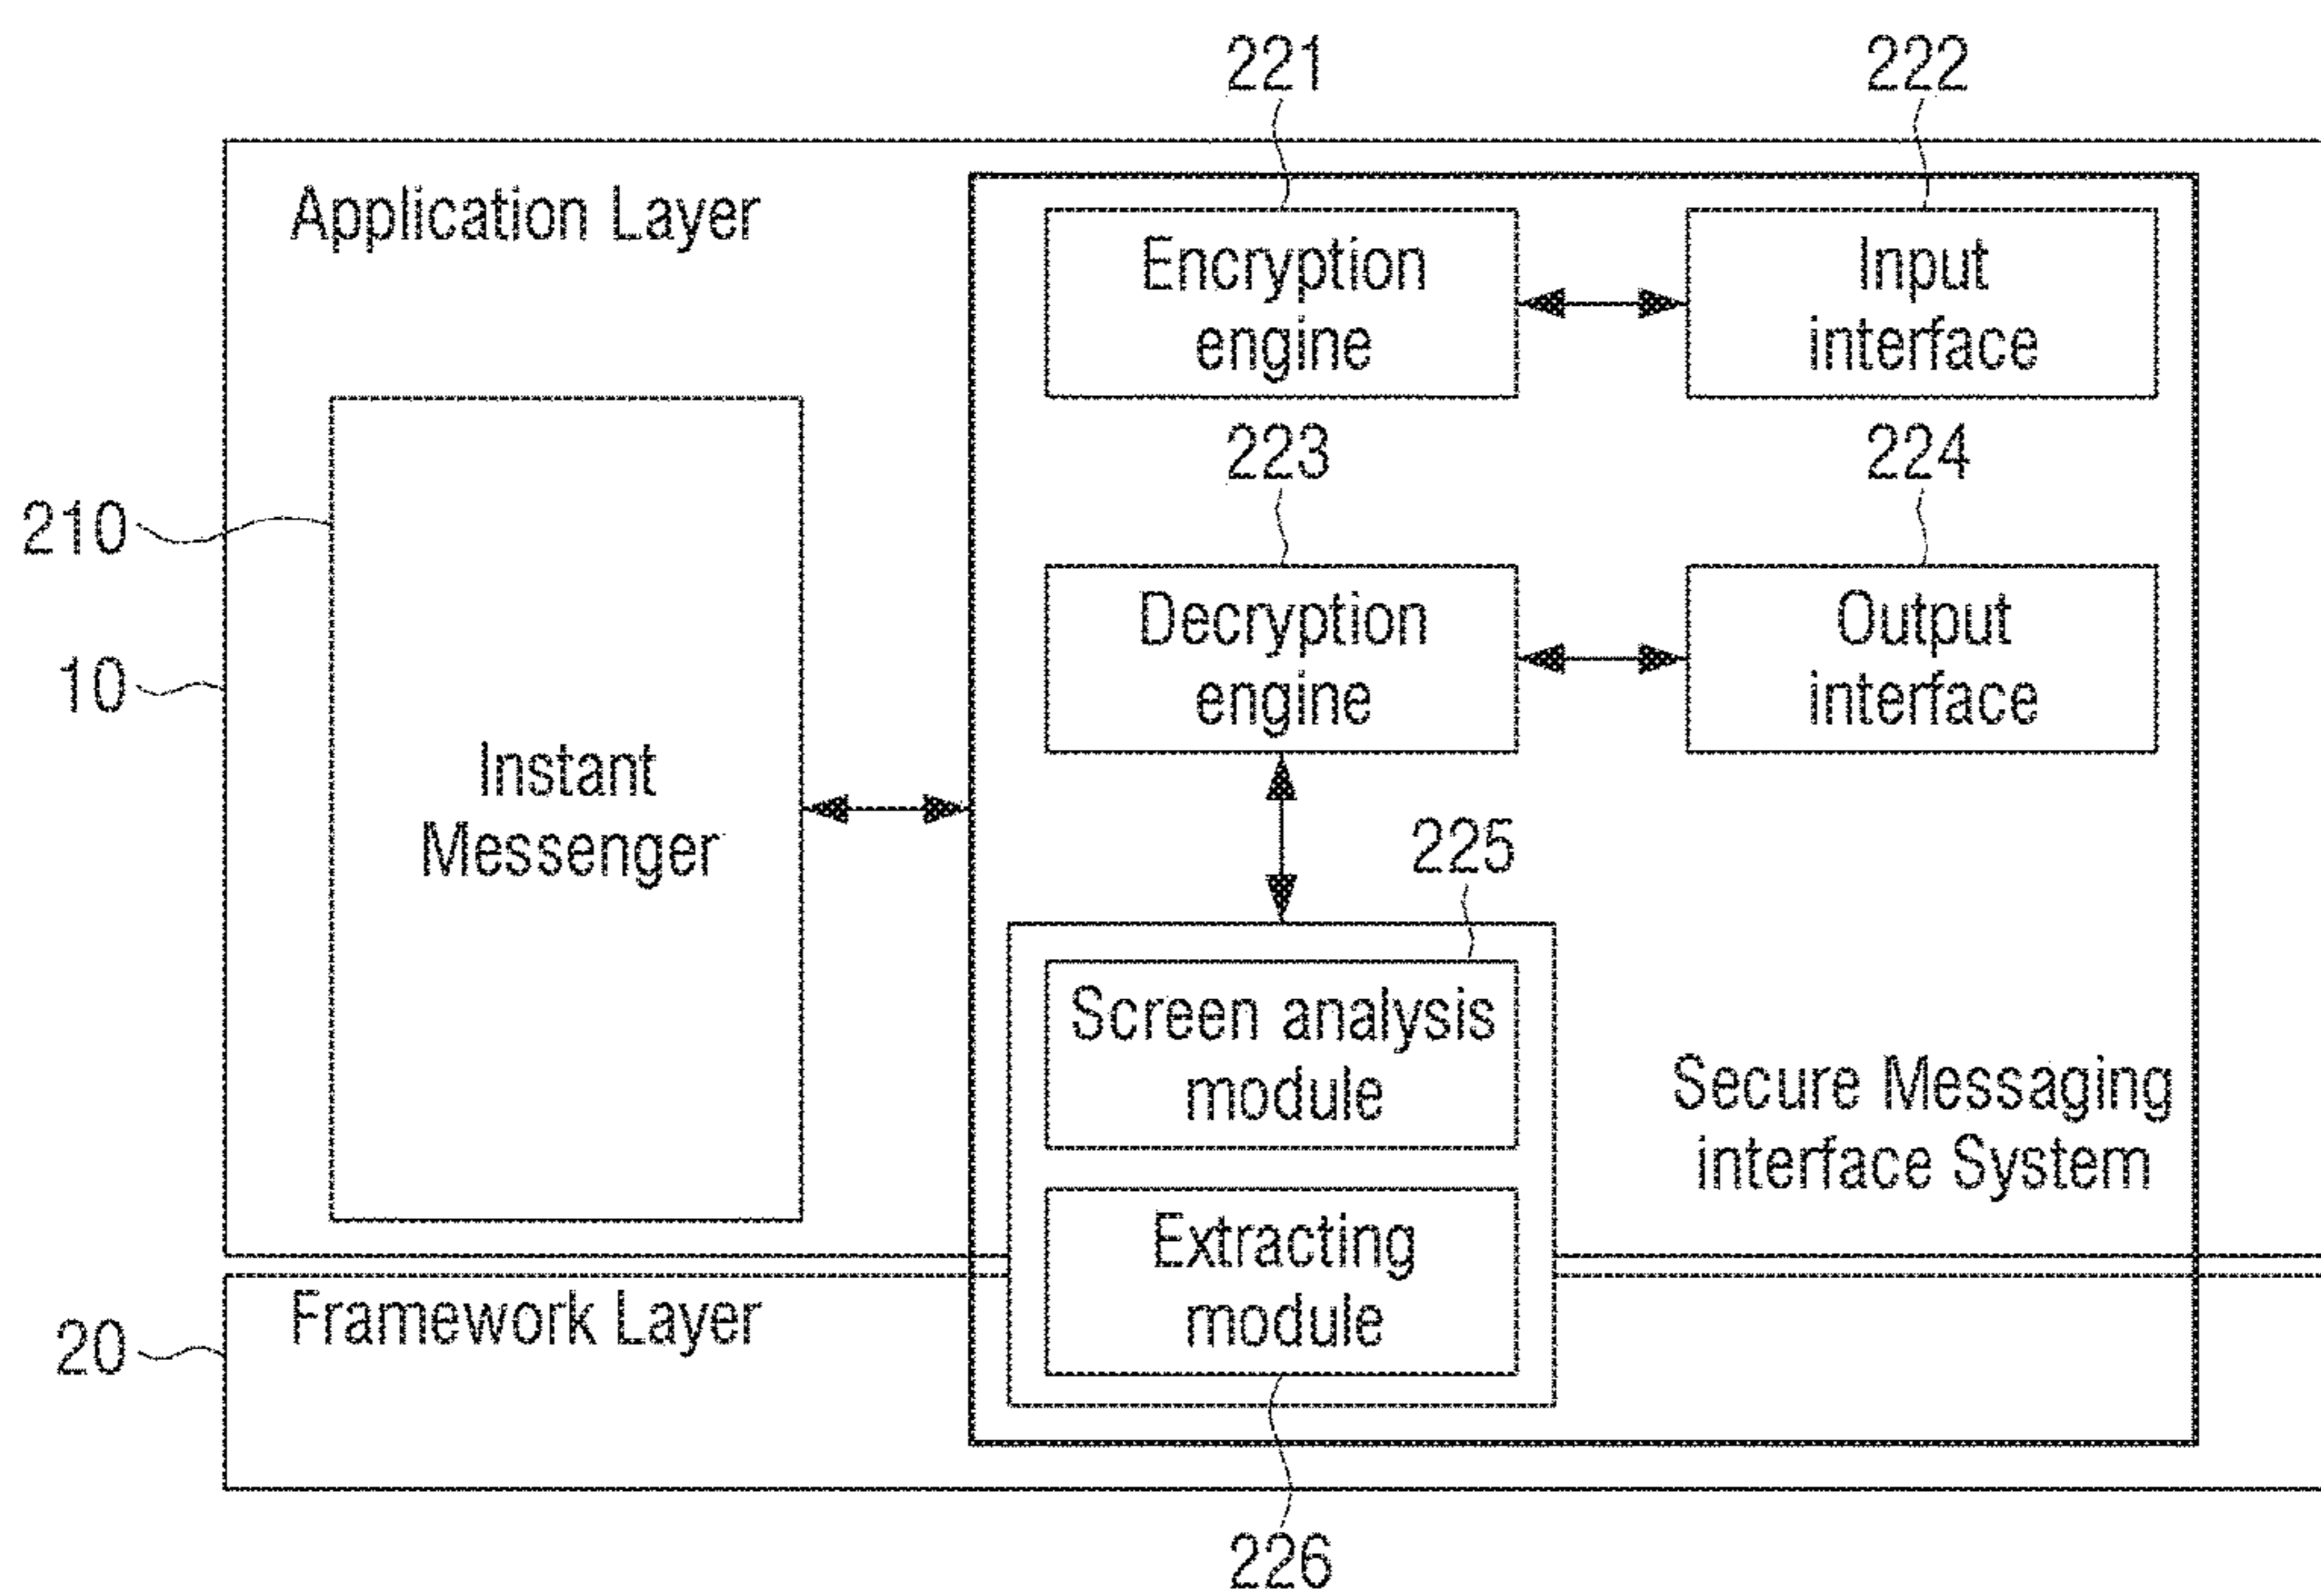 221
222
Application Layer
Encryption
engine
Input
interface
223
224
210
Decryption
engine
Output
interface
10
Instant
Messenger
225
Screen analysis
module
Secure Messaging
interface System
Extracting
module
Framework Layer
20
226